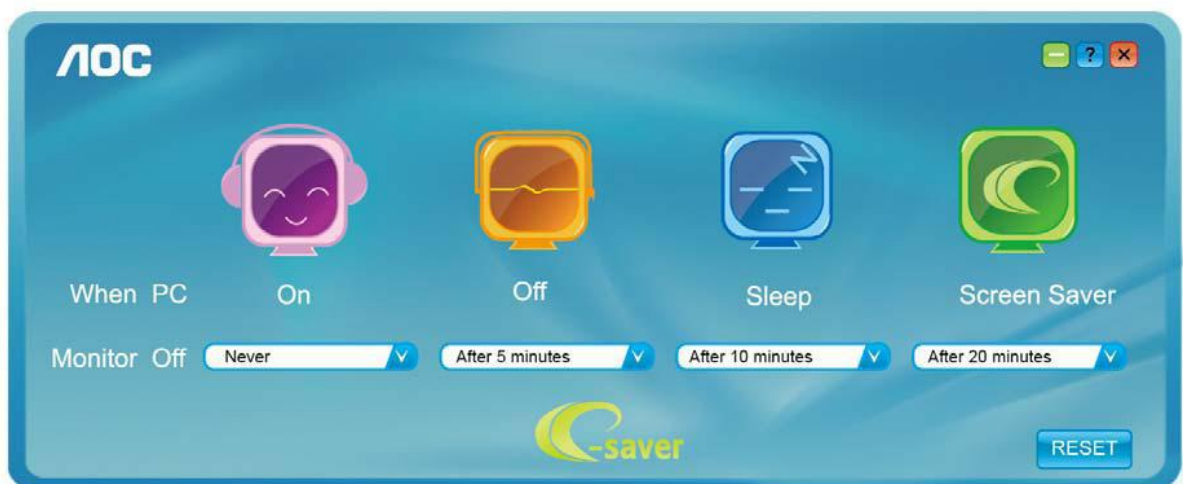 AOC
?
When PC On Off Sleep Screen Saver
Monitor Off Never After 5 minutes After 10 minutes After 20 minutes
e-saver
RESET